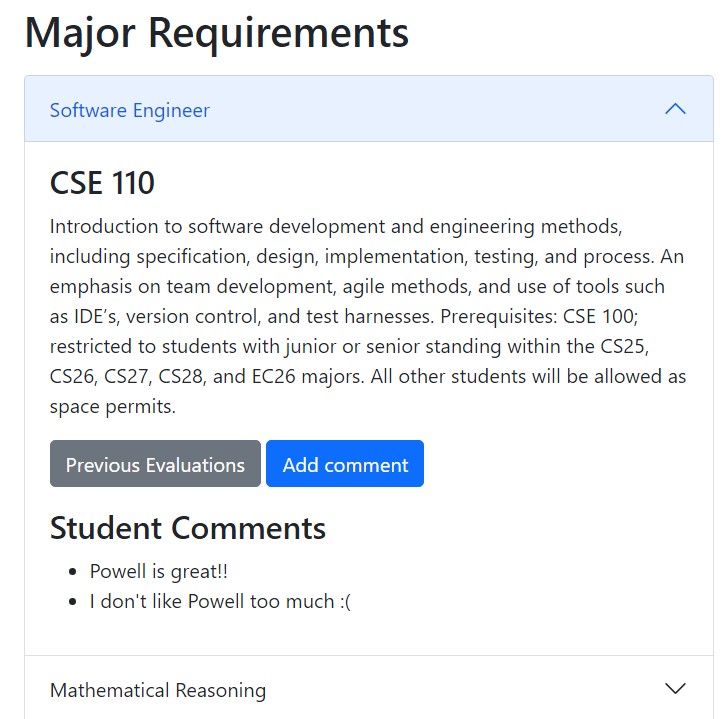 Major Requirements
Software Engineer
CSE 110
Introduction to software development and engineering methods,
including specification, design, implementation, testing, and process. An
emphasis on team development, agile methods, and use of tools such
as IDE’s, version control, and test harnesses. Prerequisites: CSE 100;
restricted to students with junior or senior standing within the CS25,
CS26, CS27, CS28, and EC26 majors. All other students will be allowed as
space permits.
Previous Evaluations Add comment
Student Comments
• Powell is great!!
• I don't like Powell too much :(
Mathematical Reasoning